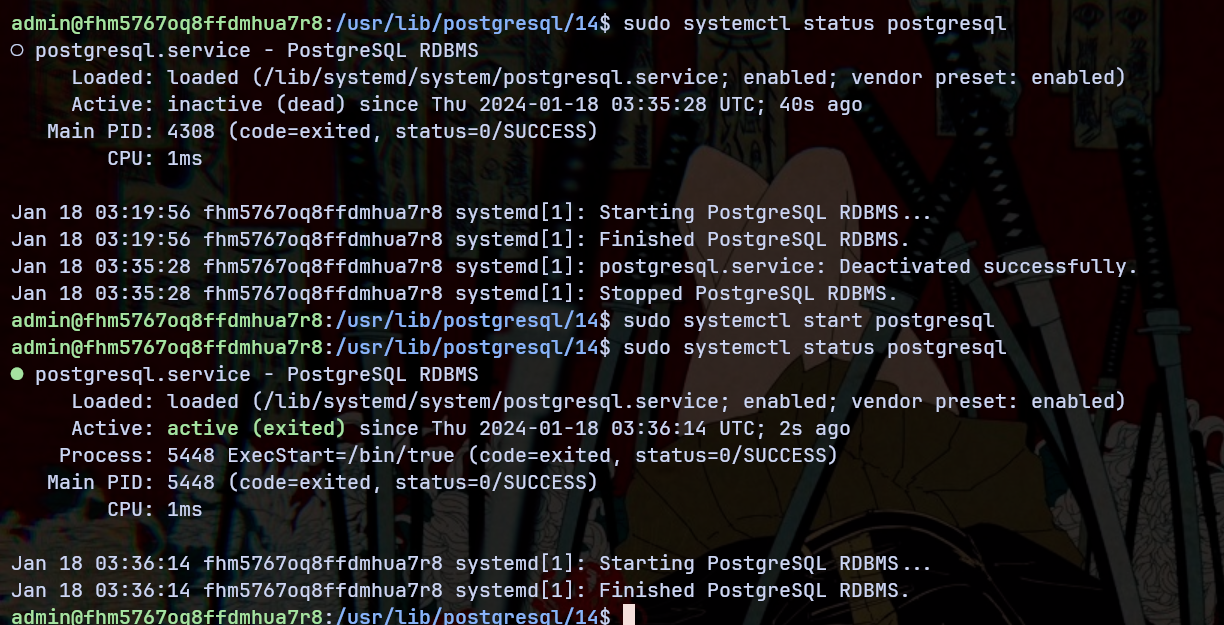 admin@fhm5767oq8ffdmhua7r8:/usr/lib/postgresql/14$ sudo systemctl status postgresql
○ postgresql.service - PostgreSQL RDBMS
     Loaded: loaded (/lib/systemd/system/postgresql.service; enabled; vendor preset: enabled)
     Active: inactive (dead) since Thu 2024-01-18 03:35:28 UTC; 40s ago
   Main PID: 4308 (code=exited, status=0/SUCCESS)
        CPU: 1ms

Jan 18 03:19:56 fhm5767oq8ffdmhua7r8 systemd[1]: Starting PostgreSQL RDBMS...
Jan 18 03:19:56 fhm5767oq8ffdmhua7r8 systemd[1]: Finished PostgreSQL RDBMS.
Jan 18 03:35:28 fhm5767oq8ffdmhua7r8 systemd[1]: postgresql.service: Deactivated successfully.
Jan 18 03:35:28 fhm5767oq8ffdmhua7r8 systemd[1]: Stopped PostgreSQL RDBMS.
admin@fhm5767oq8ffdmhua7r8:/usr/lib/postgresql/14$ sudo systemctl start postgresql
admin@fhm5767oq8ffdmhua7r8:/usr/lib/postgresql/14$ sudo systemctl status postgresql
● postgresql.service - PostgreSQL RDBMS
     Loaded: loaded (/lib/systemd/system/postgresql.service; enabled; vendor preset: enabled)
     Active: active (exited) since Thu 2024-01-18 03:36:14 UTC; 2s ago
    Process: 5448 ExecStart=/bin/true (code=exited, status=0/SUCCESS)
   Main PID: 5448 (code=exited, status=0/SUCCESS)
        CPU: 1ms

Jan 18 03:36:14 fhm5767oq8ffdmhua7r8 systemd[1]: Starting PostgreSQL RDBMS...
Jan 18 03:36:14 fhm5767oq8ffdmhua7r8 systemd[1]: Finished PostgreSQL RDBMS.
admin@fhm5767oq8ffdmhua7r8:/usr/lib/postgresql/14$